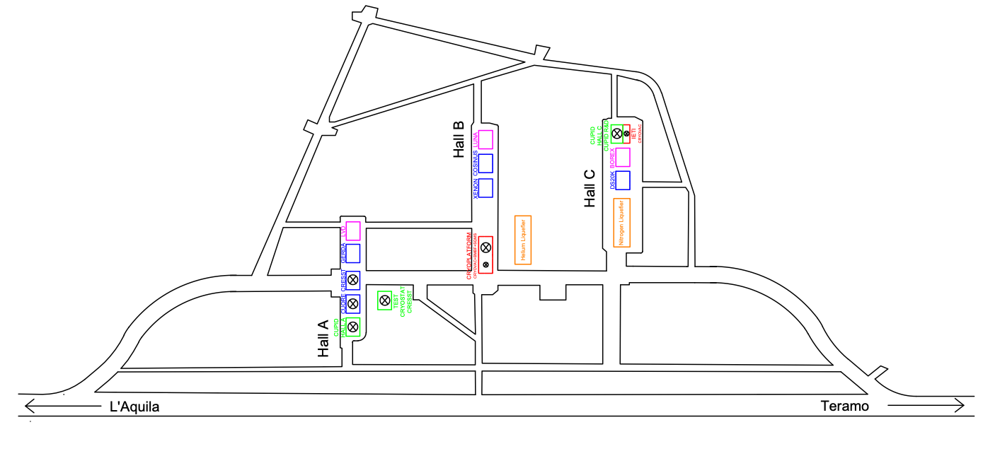 Hall B
LUNA
COSINUS
XENON
CUPID
HALL C
CUPID R&D
IETI
CRYOVAC
BOREX
DS20K
Hall C
Nitrogen Liquefier
Helium Liquefier
LVD
GERDA
CRESST
CUORE
CUPID
HALL A
Hall A
TEST
CRYOSTAT
CRESST
CRYOPLATFORM
L'Aquila
Teramo